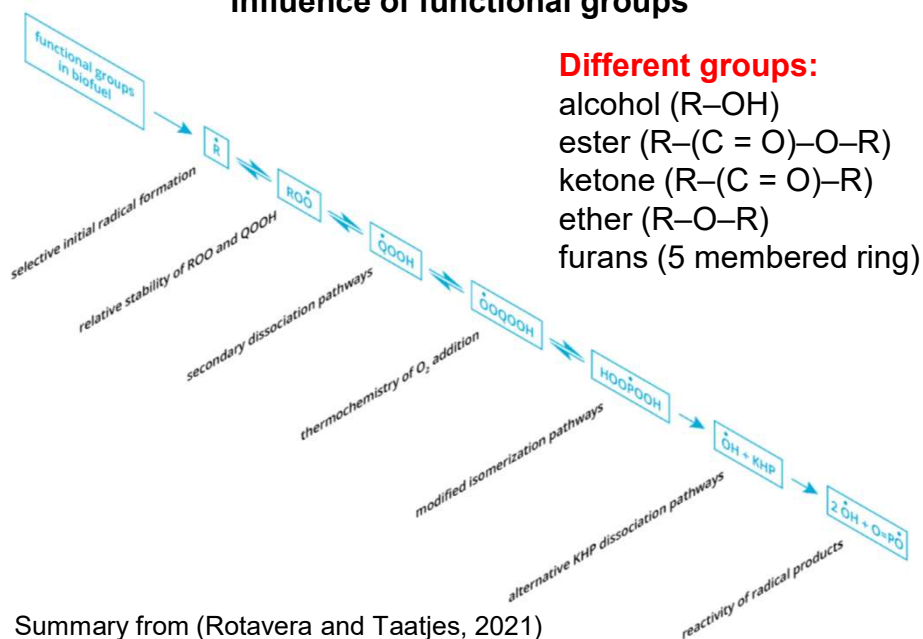 Influence of functional groups
functional groups
in biofuel
Different groups:
alcohol (R–OH)
ester (R–(C = O)–O–R)
ketone (R–(C = O)–R)
ether (R–O–R)
furans (5 membered ring)
Ṙ
ROȮ
Q̇OOH
ȮOQOOH
HOOṖOOH
ȮH + KHP
2 ȮH + O=PȮ
selective initial radical formation
relative stability of ROO and QOOH
secondary dissociation pathways
thermochemistry of O₂ addition
modified isomerization pathways
alternative KHP dissociation pathways
reactivity of radical products
Summary from (Rotavera and Taatjes, 2021)